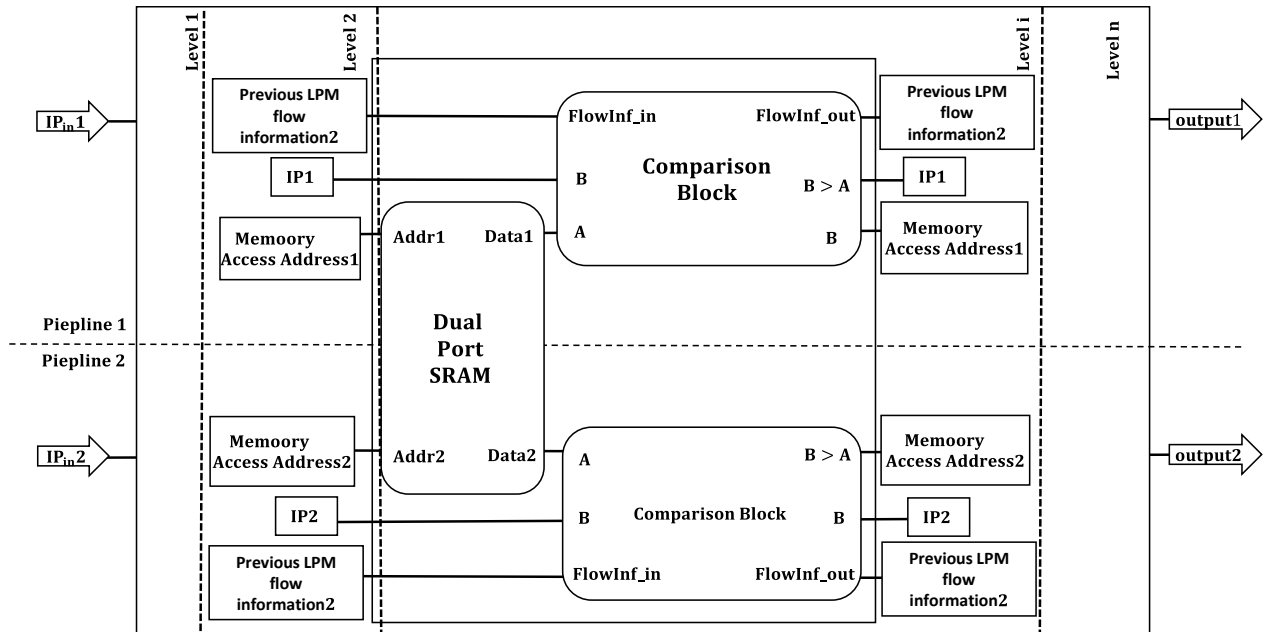 Level 1
Level 2
Level i
Level n
IPin1
Previous LPM
flow
information2
IP1
Memoory
Access Address1
FlowInf_in
FlowInf_out
Comparison
Block
B
B > A
A
B
Previous LPM
flow
information2
IP1
Memoory
Access Address1
output1
Addr1
Data1
Dual
Port
SRAM
Addr2
Data2
Piepline 1
Piepline 2
IPin2
Memoory
Access Address2
IP2
Previous LPM
flow
information2
A
B > A
B
Comparison Block
B
FlowInf_in
FlowInf_out
Memoory
Access Address2
IP2
Previous LPM
flow
information2
output2